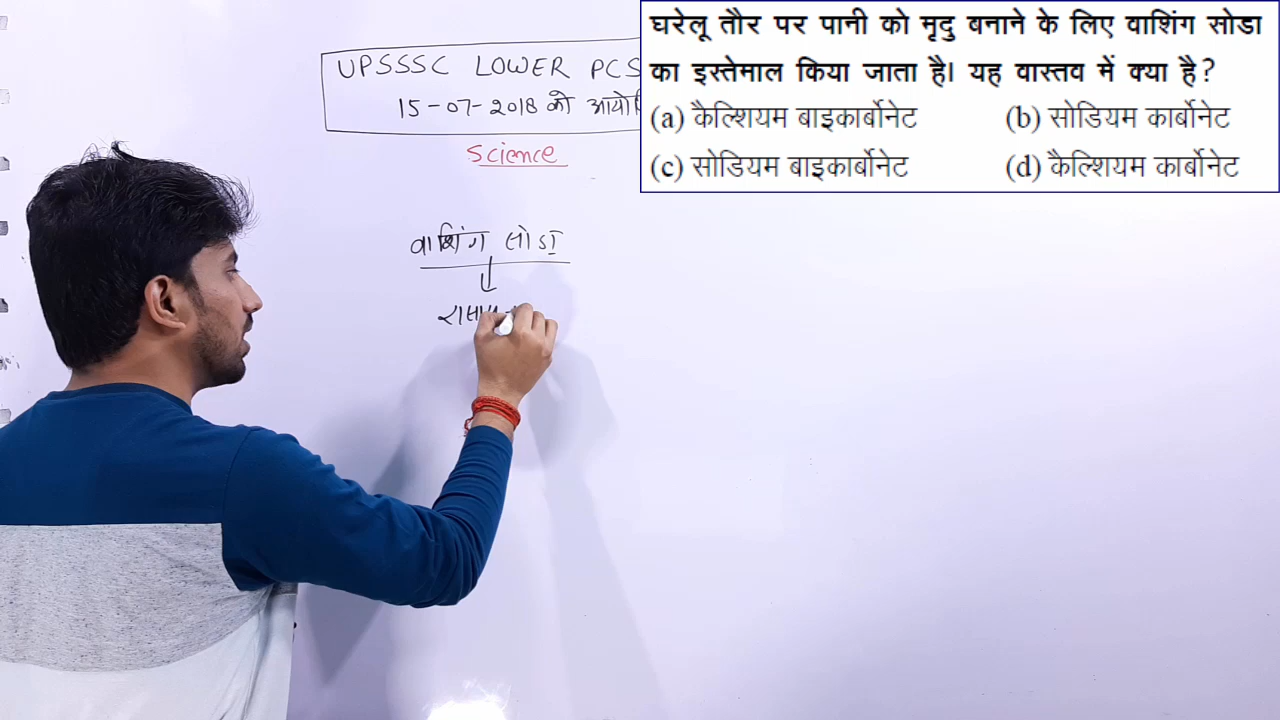 UPSSSC LOWER PCS
15-07-2018 को
Science
वाशिंग सोडा
घरेलू तौर पर पानी को मृदु बनाने के लिए वाशिंग सोडा
का इस्तेमाल किया जाता है। यह वास्तव में क्या है?
(a) कैल्शियम बाइकार्बोनेट (b) सोडियम कार्बोनेट
(c) सोडियम बाइकार्बोनेट (d) कैल्शियम कार्बोनेट